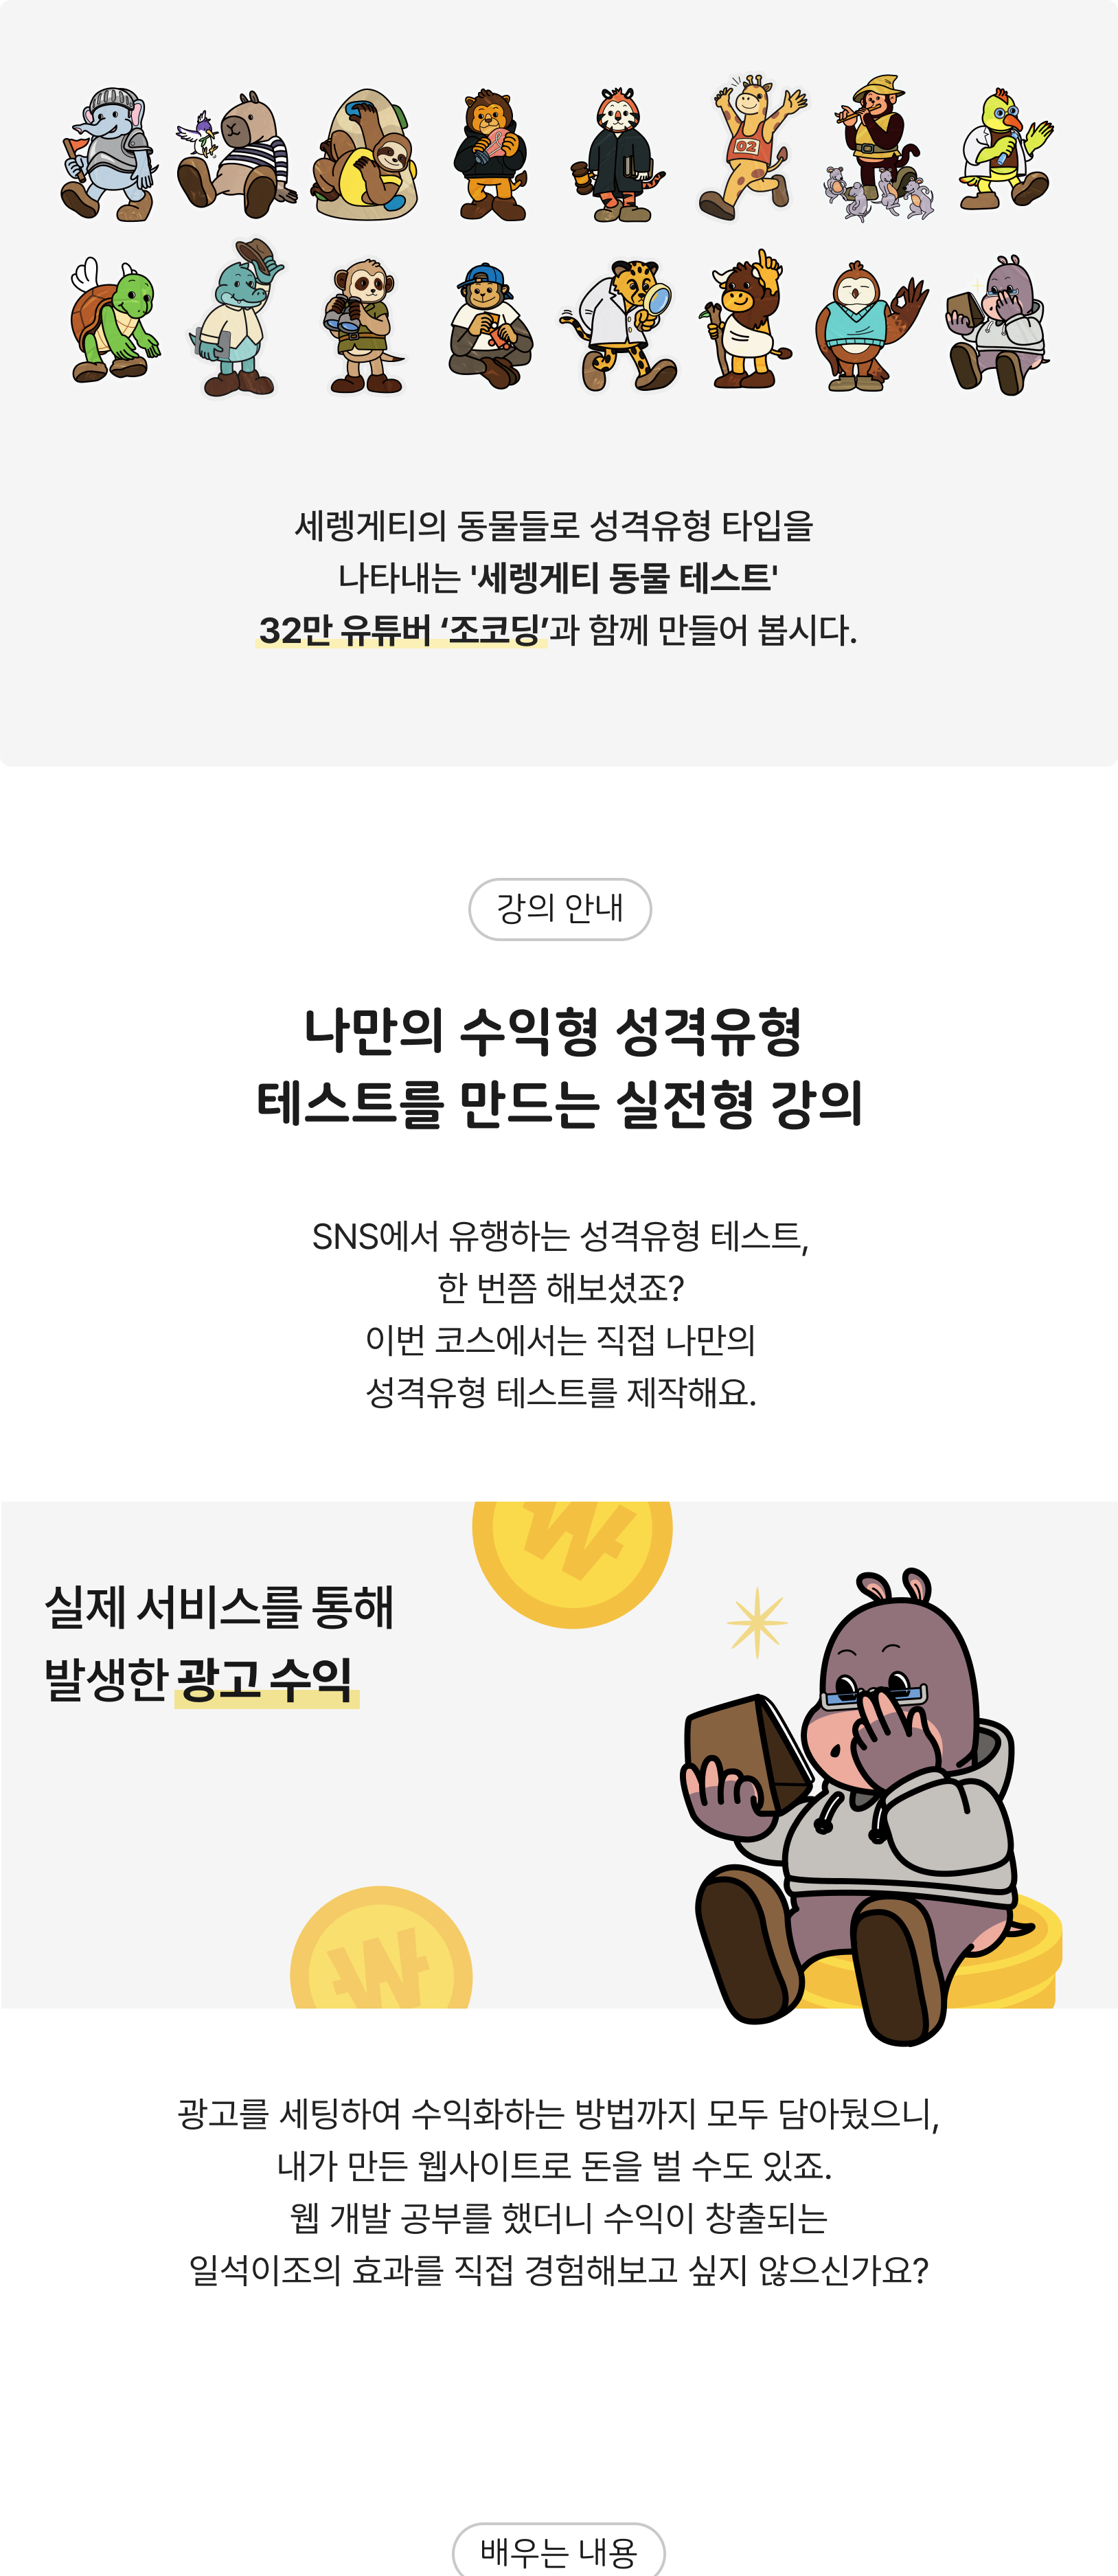 02
세렝게티의 동물들로 성격유형 타입을
나타내는 '세렝게티 동물 테스트'
32만 유튜버 ‘조코딩’과 함께 만들어 봅시다.
강의 안내
나만의 수익형 성격유형
테스트를 만드는 실전형 강의
SNS에서 유행하는 성격유형 테스트,
한 번쯤 해보셨죠?
이번 코스에서는 직접 나만의
성격유형 테스트를 제작해요.
₩
실제 서비스를 통해
발생한 광고 수익
₩
광고를 세팅하여 수익화하는 방법까지 모두 담아뒀으니,
내가 만든 웹사이트로 돈을 벌 수도 있죠.
웹 개발 공부를 했더니 수익이 창출되는
일석이조의 효과를 직접 경험해보고 싶지 않으신가요?
배우는 내용